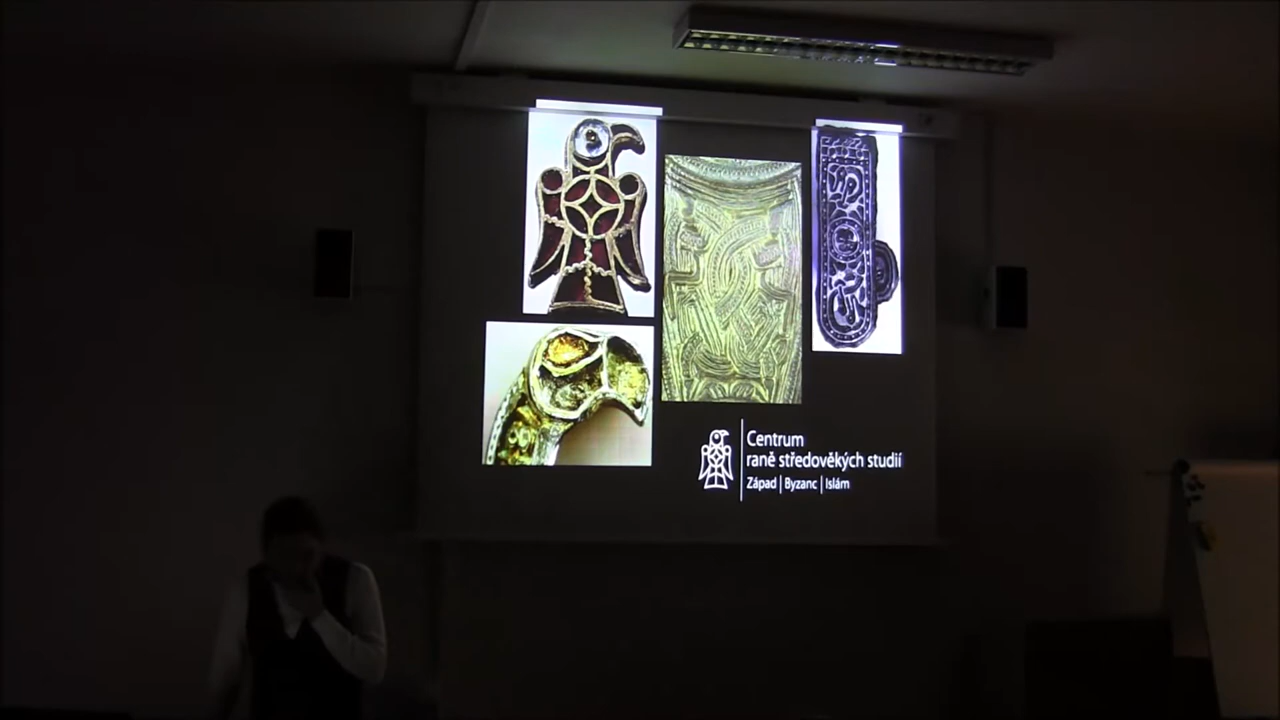 Centrum
raně středověkých studií
Západ | Byzanc | Islám